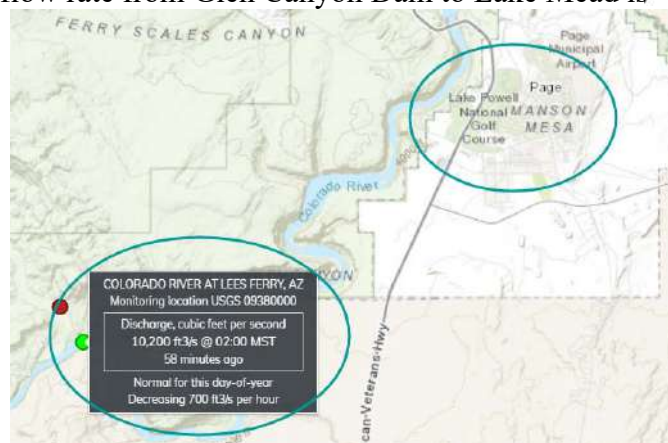 now rate from Glen Canyon Dam to Lake Mead is
FERRY SCALES CANYON
Page
Municipal
Airport
Page
Lake Powell
National
Golf
Course
MANSON
MESA
Colorado River
YON
COLORADO RIVER AT LEES FERRY, AZ
Monitoring location USGS 09380000
Discharge, cubic feet per second
10,200 ft3/s @ 02:00 MST
58 minutes ago
Normal for this day-of-year
Decreasing 700 ft3/s per hour
can-Veterans-Hwy